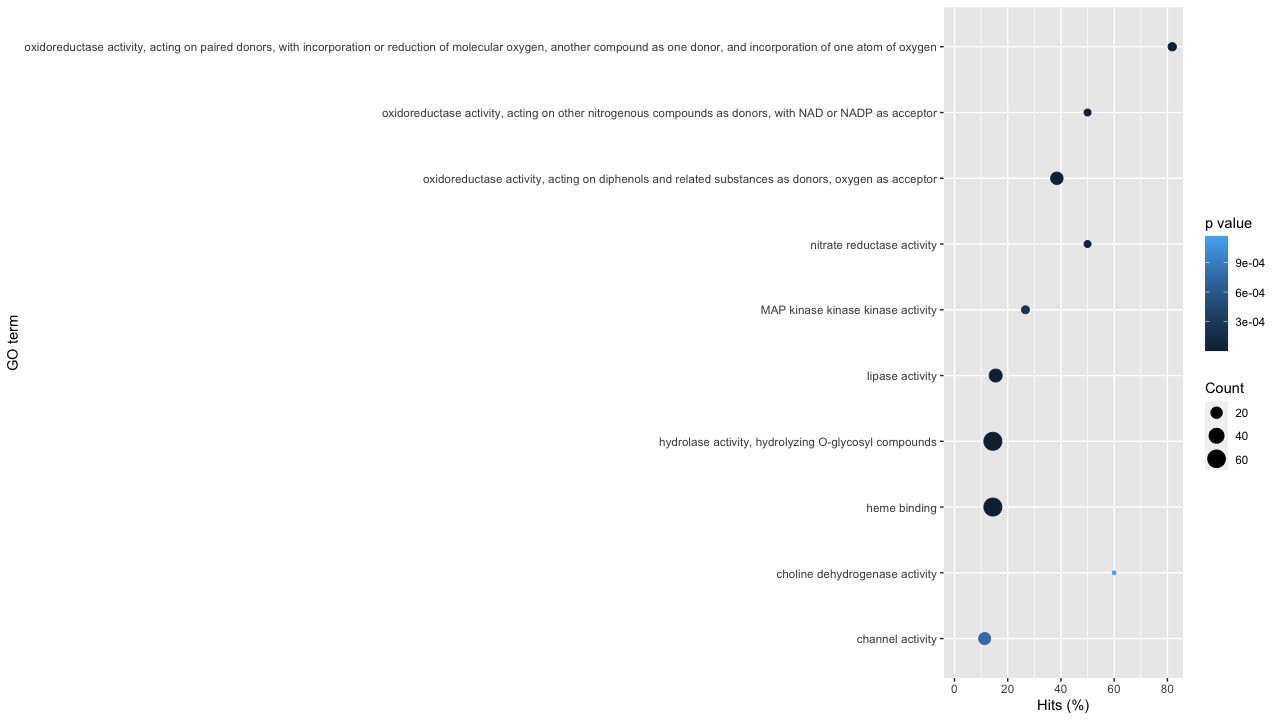 oxidoreductase activity, acting on paired donors, with incorporation or reduction of molecular oxygen, another compound as one donor, and incorporation of one atom of oxygen
oxidoreductase activity, acting on other nitrogenous compounds as donors, with NAD or NADP as acceptor
oxidoreductase activity, acting on diphenols and related substances as donors, oxygen as acceptor
nitrate reductase activity
MAP kinase kinase kinase activity
lipase activity
hydrolase activity, hydrolyzing O-glycosyl compounds
heme binding
choline dehydrogenase activity
channel activity
GO term
0 20 40 60 80
Hits (%)
p value
9e-04
6e-04
3e-04
Count
20
40
60